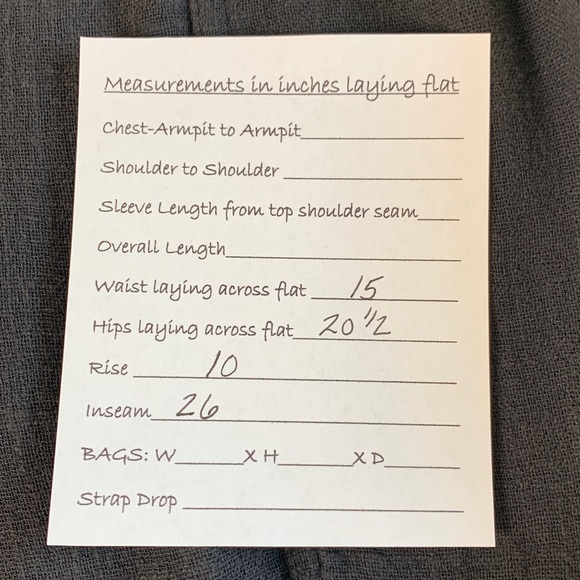 Measurements in inches laying flat
Chest-Armpit to Armpit
Shoulder to Shoulder
Sleeve Length from top shoulder seam
Overall Length
Waist laying across flat 15
Hips laying across flat 20 1/2
Rise 10
Inseam 26
BAGS: W X H X D
Strap Drop